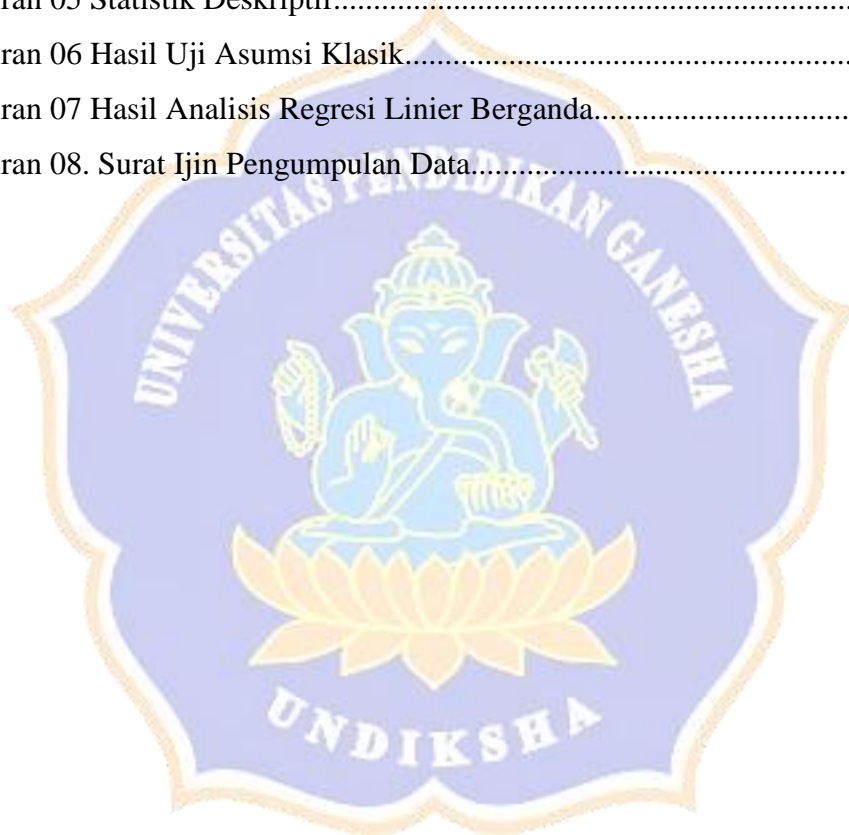 ran 05 Statistik Deskriptif
ran 06 Hasil Uji Asumsi Klasik
ran 07 Hasil Analisis Regresi Linier Berganda
ran 08. Surat Ijin Pengumpulan Data
UNIVERSITAS PENDIDIKAN GANESHA
UNDIKSHA